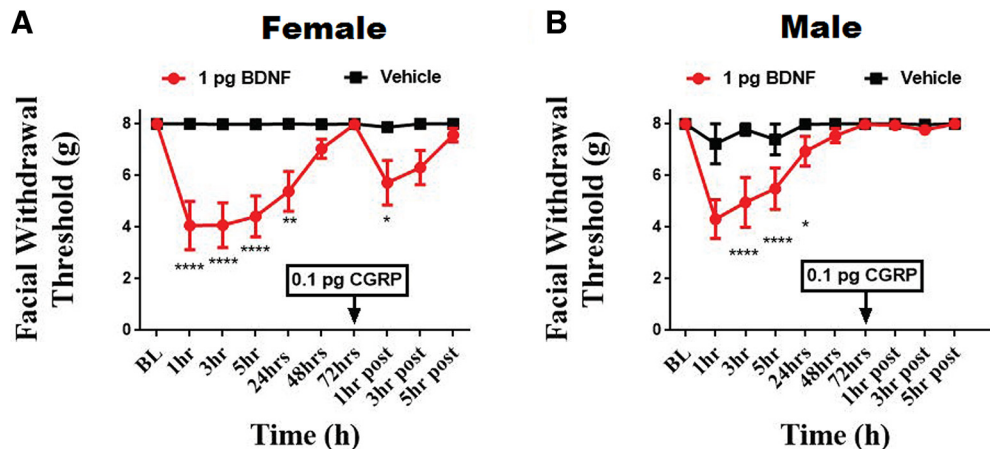 A
Female
1 pg BDNF
Vehicle
Facial Withdrawal
Threshold (g)
8
6
4
2
0
****
****
****
**
*
0.1 pg CGRP
BL
1hr
3hr
5hr
24hrs
48hrs
72hrs
1hr post
3hr post
5hr post
Time (h)
B
Male
1 pg BDNF
Vehicle
Facial Withdrawal
Threshold (g)
8
6
4
2
0
****
****
*
0.1 pg CGRP
BL
1hr
3hr
5hr
24hrs
48hrs
72hrs
1hr post
3hr post
5hr post
Time (h)